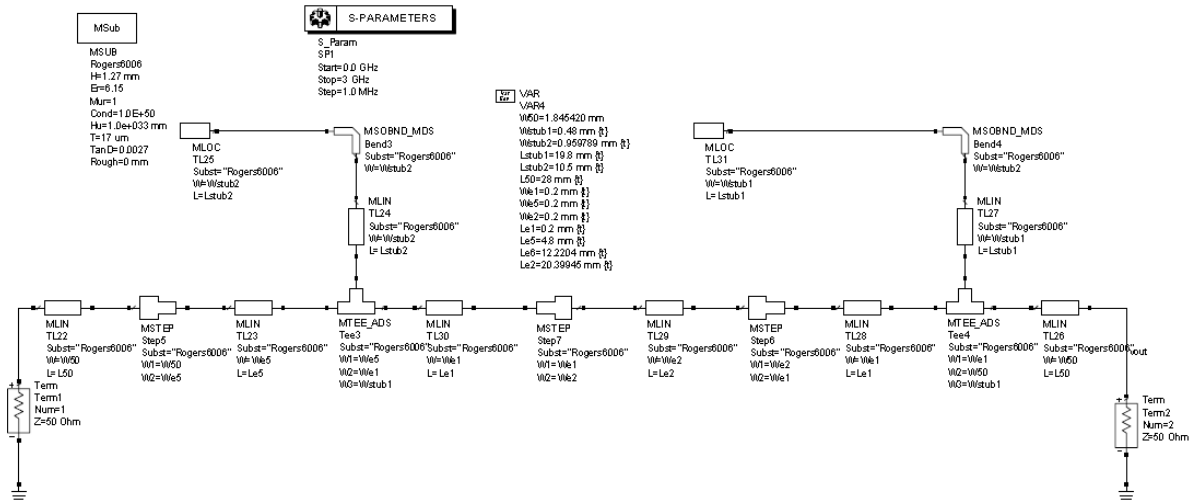 MSub
MSUB
Rogers6006
H=1.27 mm
Er=6.15
Mur=1
Cond=1.0E+50
Hu=1.0e+033 mm
T=17 um
TanD=0.0027
Rough=0 mm
S-PARAMETERS
S_Param
SP1
Start=0.0 GHz
Stop=3 GHz
Step=1.0 MHz
Var
Eqn
VAR
VAR4
W50=1.845420 mm
Wstub1=0.48 mm {t}
Wstub2=0.959789 mm {t}
Lstub1=19.8 mm {t}
Lstub2=10.5 mm {t}
L50=28 mm {t}
We1=0.2 mm {t}
We5=0.2 mm {t}
We2=0.2 mm {t}
Le1=0.2 mm {t}
Le5=4.8 mm {t}
Le6=12.2204 mm {t}
Le2=20.39945 mm {t}
MLOC
TL25
Subst="Rogers6006"
W=Wstub2
L=Lstub2
MSOBND_MDS
Bend3
Subst="Rogers6006"
W=Wstub2
MLIN
TL24
Subst="Rogers6006"
W=Wstub2
L=Lstub2
MLOC
TL31
Subst="Rogers6006"
W=Wstub1
L=Lstub1
MSOBND_MDS
Bend4
Subst="Rogers6006"
W=Wstub2
MLIN
TL27
Subst="Rogers6006"
W=Wstub1
L=Lstub1
MLIN
TL22
Subst="Rogers6006"
W=W50
L=L50
MSTEP
Step5
Subst="Rogers6006"
W1=W50
W2=We5
MLIN
TL23
Subst="Rogers6006"
W=We5
L=Le5
MTEE_ADS
Tee3
Subst="Rogers6006"
W1=We5
W2=We1
W3=Wstub1
MLIN
TL30
Subst="Rogers6006"
W=We1
L=Le1
MSTEP
Step7
Subst="Rogers6006"
W1=We1
W2=We2
MLIN
TL29
Subst="Rogers6006"
W=We2
L=Le2
MSTEP
Step6
Subst="Rogers6006"
W1=We2
W2=We1
MLIN
TL28
Subst="Rogers6006"
W=We1
L=Le1
MTEE_ADS
Tee4
Subst="Rogers6006"
W1=We1
W2=W50
W3=Wstub1
MLIN
TL26
Subst="Rogers6006"
W=W50
L=L50
vout
Term
Term1
Num=1
Z=50 Ohm
Term
Term2
Num=2
Z=50 Ohm